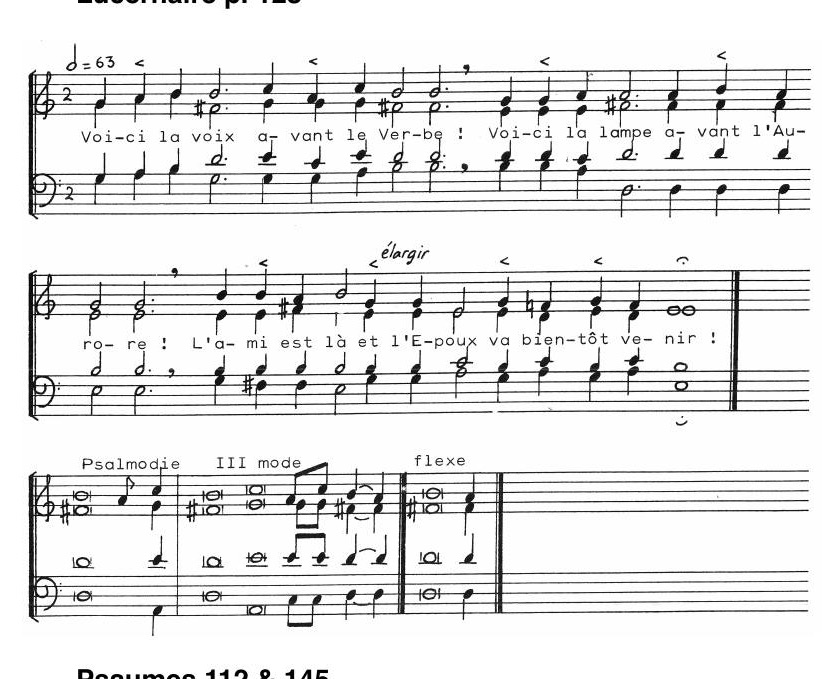 Lucernaire p. 128
= 63
Voi-ci la voix a- vant le Ver-be ! Voi-ci la lampe a- vant l'Au-
élargir
ro- re ! L'a- mi est là et l'E-poux va bien-tôt ve- nir !
Psalmodie III mode flexe
Psaumes 112 & 145